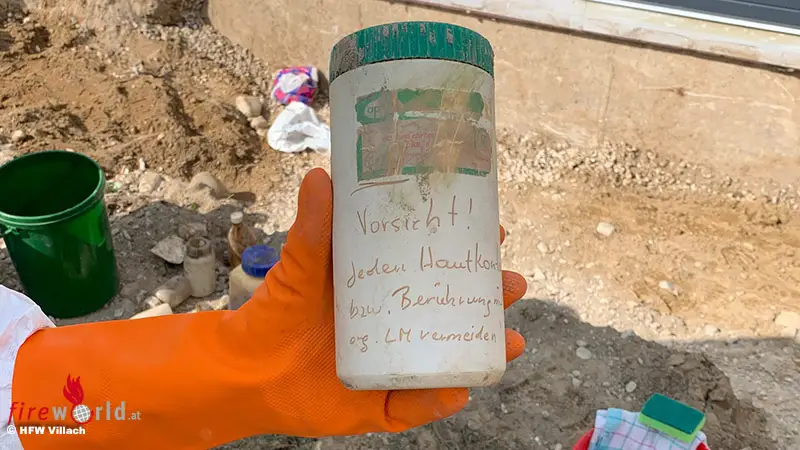 Vorsicht!
Jeden Hautkon
bzw. Berührung
org. LM vermeiden
fireworld.at
© HFW Villach